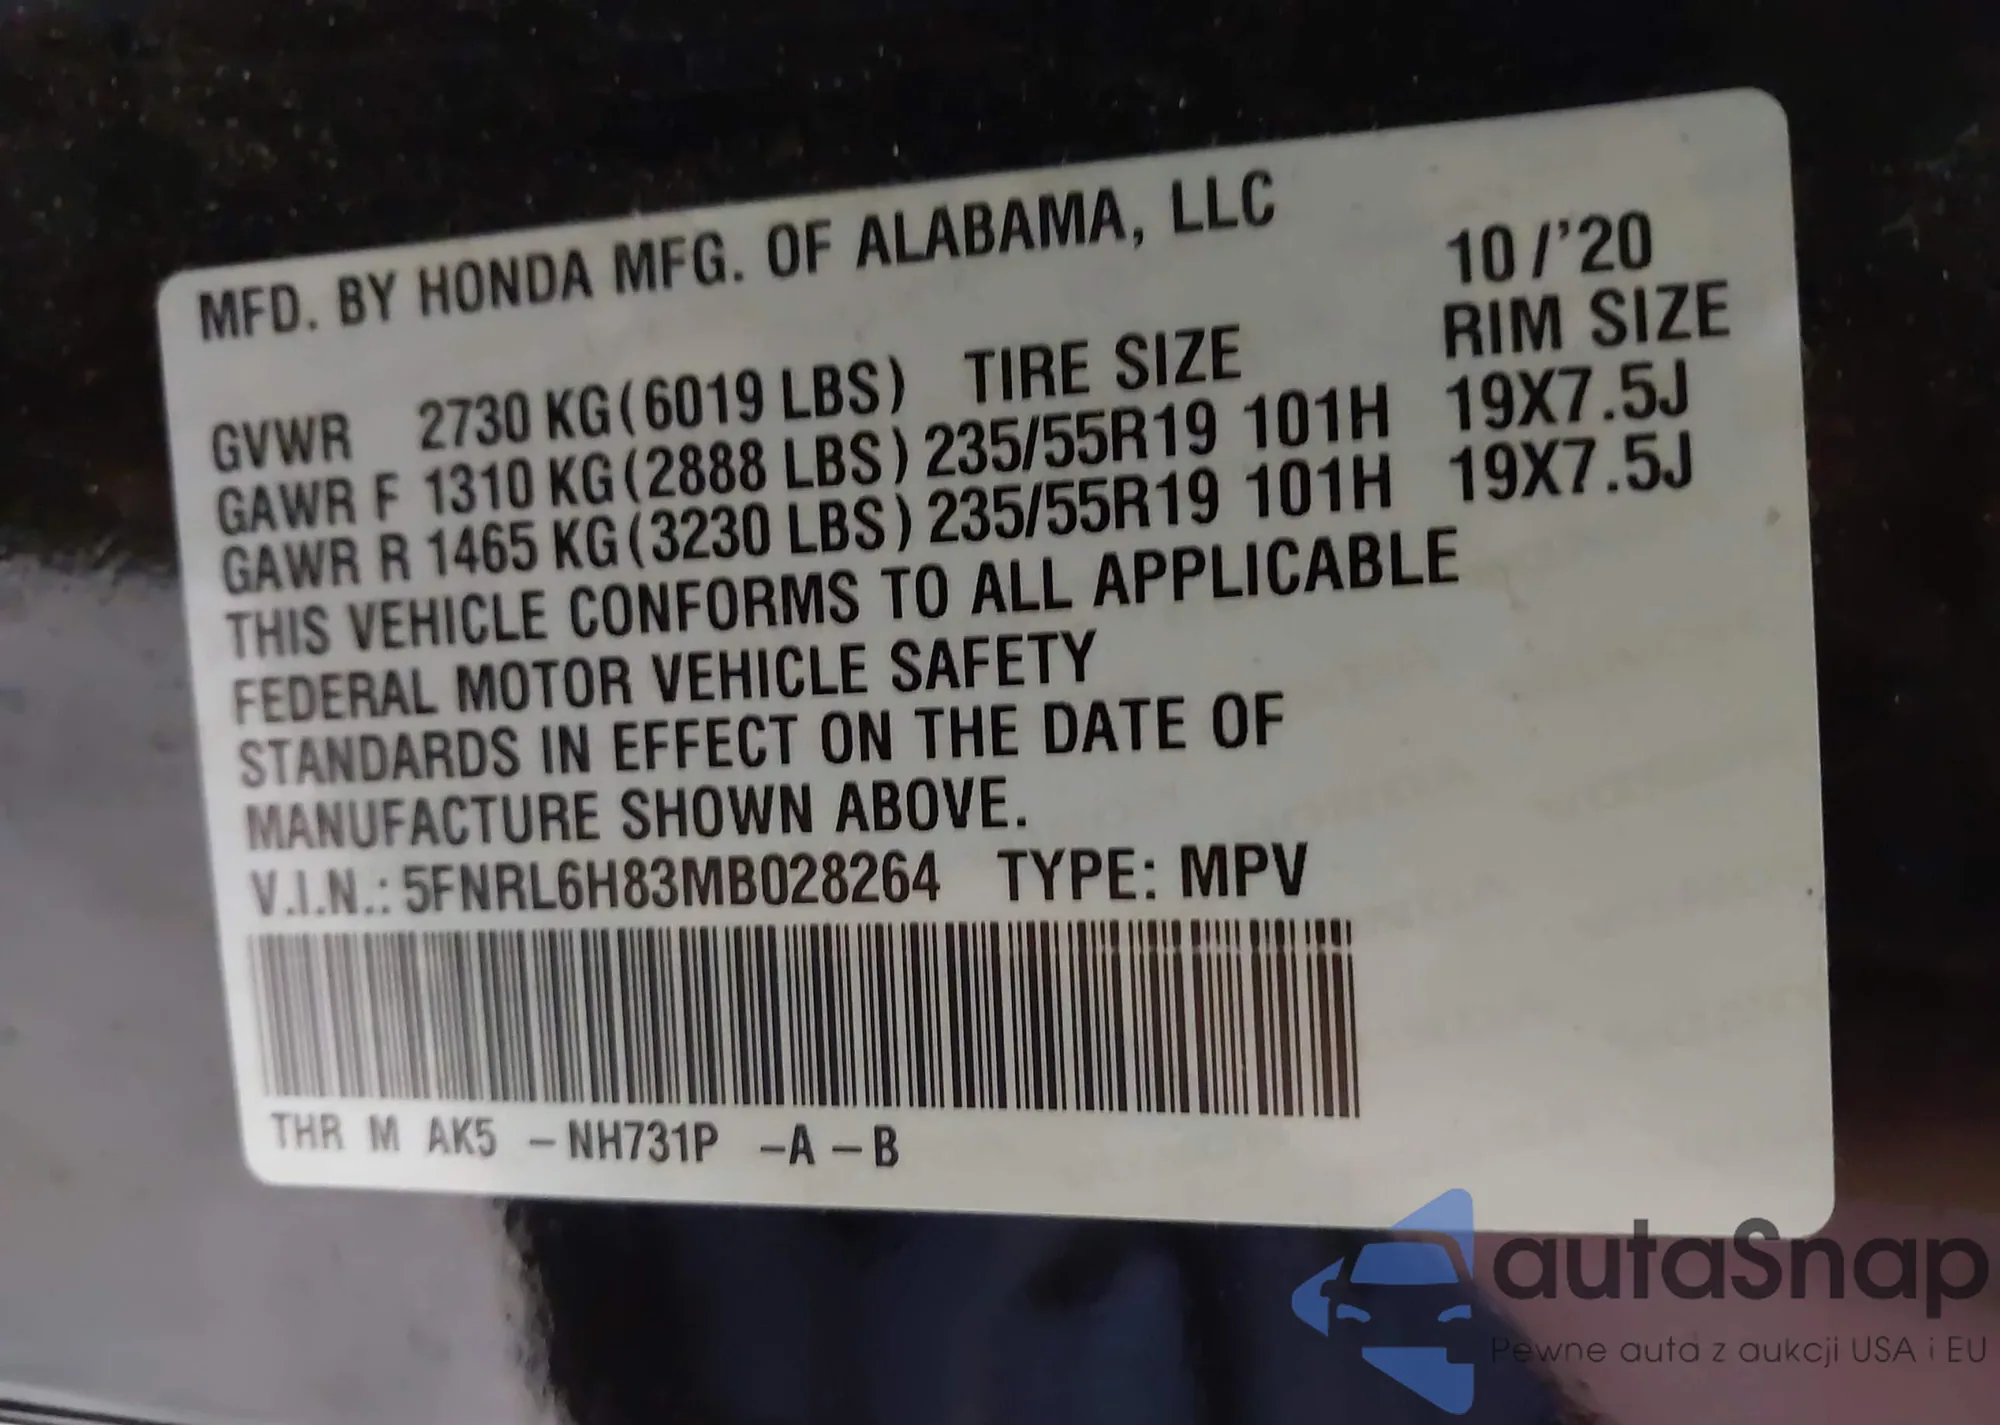 MFD. BY HONDA MFG. OF ALABAMA, LLC
10/'20
GVWR 2730 KG (6019 LBS) TIRE SIZE RIM SIZE
GAWR F 1310 KG (2888 LBS) 235/55R19 101H 19X7.5J
GAWR R 1465 KG (3230 LBS) 235/55R19 101H 19X7.5J
THIS VEHICLE CONFORMS TO ALL APPLICABLE
FEDERAL MOTOR VEHICLE SAFETY
STANDARDS IN EFFECT ON THE DATE OF
MANUFACTURE SHOWN ABOVE.
V.I.N.: 5FNRL6H83MB028264 TYPE: MPV
THR M AK5 – NH731P –A – B
autaSnap
Pewne auta z aukcji USA i EU